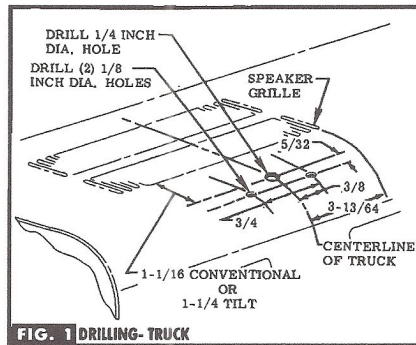 DRILL 1/4 INCH
DIA. HOLE
DRILL (2) 1/8
INCH DIA. HOLES
SPEAKER
GRILLE
5/32
3/8
3-13/64
3/4
CENTERLINE
OF TRUCK
1-1/16 CONVENTIONAL
OR
1-1/4 TILT
FIG. 1 DRILLING- TRUCK